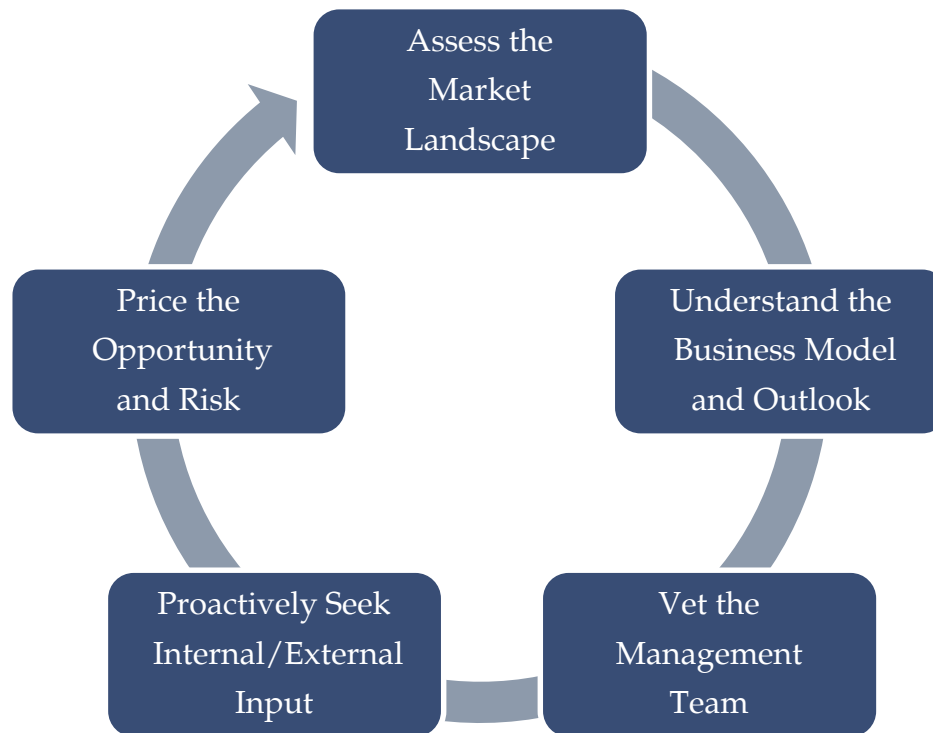 Assess the
Market
Landscape
Understand the
Business Model
and Outlook
Vet the
Management
Team
Proactively Seek
Internal/External
Input
Price the
Opportunity
and Risk